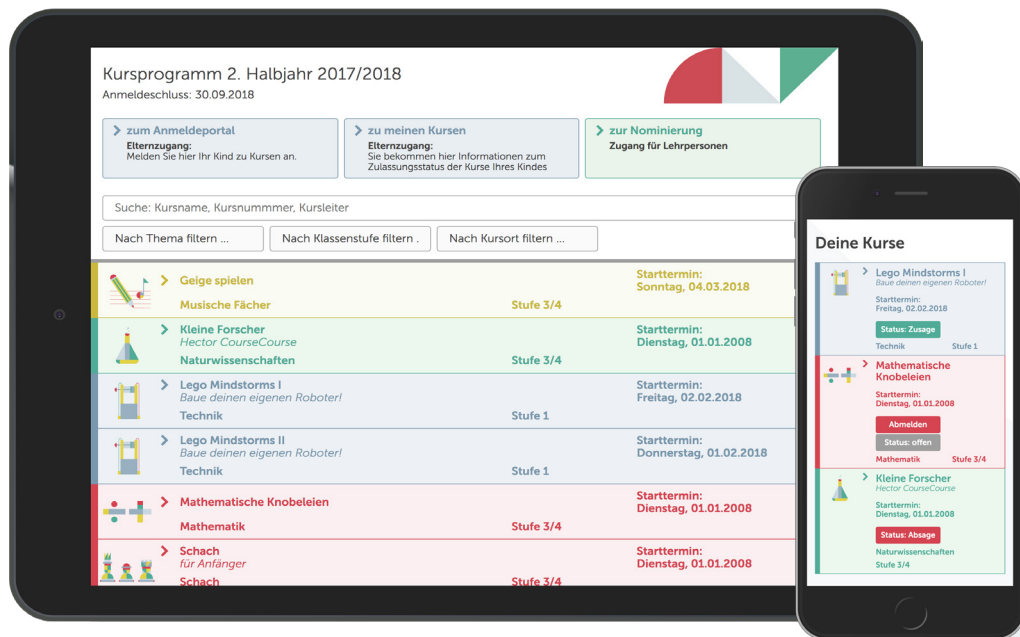 Kursprogramm 2. Halbjahr 2017/2018
Anmeldeschluss: 30.09.2018
zum Anmeldeportal
Elternzugang:
Melden Sie hier Ihr Kind zu Kursen an.
zu meinen Kursen
Elternzugang:
Sie bekommen hier Informationen zum
Zulassungsstatus der Kurse Ihres Kindes
zur Nominierung
Zugang für Lehrpersonen
Suche: Kursname, Kursnummmer, Kursleiter
Nach Thema filtern ...
Nach Klassenstufe filtern .
Nach Kursort filtern ...
Geige spielen
Starttermin:
Sonntag, 04.03.2018
Musische Fächer
Stufe 3/4
Kleine Forscher
Hector CourseCourse
Starttermin:
Dienstag, 01.01.2008
Naturwissenschaften
Stufe 3/4
Lego Mindstorms I
Baue deinen eigenen Roboter!
Starttermin:
Freitag, 02.02.2018
Technik
Stufe 1
Lego Mindstorms II
Baue deinen eigenen Roboter!
Starttermin:
Donnerstag, 01.02.2018
Technik
Stufe 1
Mathematische Knobeleien
Starttermin:
Dienstag, 01.01.2008
Mathematik
Stufe 3/4
Schach
für Anfänger
Starttermin:
Dienstag, 01.01.2008
Schach
Stufe 3/4
Deine Kurse
Lego Mindstorms I
Baue deinen eigenen Roboter!
Starttermin:
Freitag, 02.02.2018
Status: Zusage
Technik
Stufe 1
Mathematische
Knobeleien
Starttermin:
Dienstag, 01.01.2008
Abmelden
Status: offen
Mathematik
Stufe 3/4
Kleine Forscher
Hector CourseCourse
Starttermin:
Dienstag, 01.01.2008
Status: Absage
Naturwissenschaften
Stufe 3/4